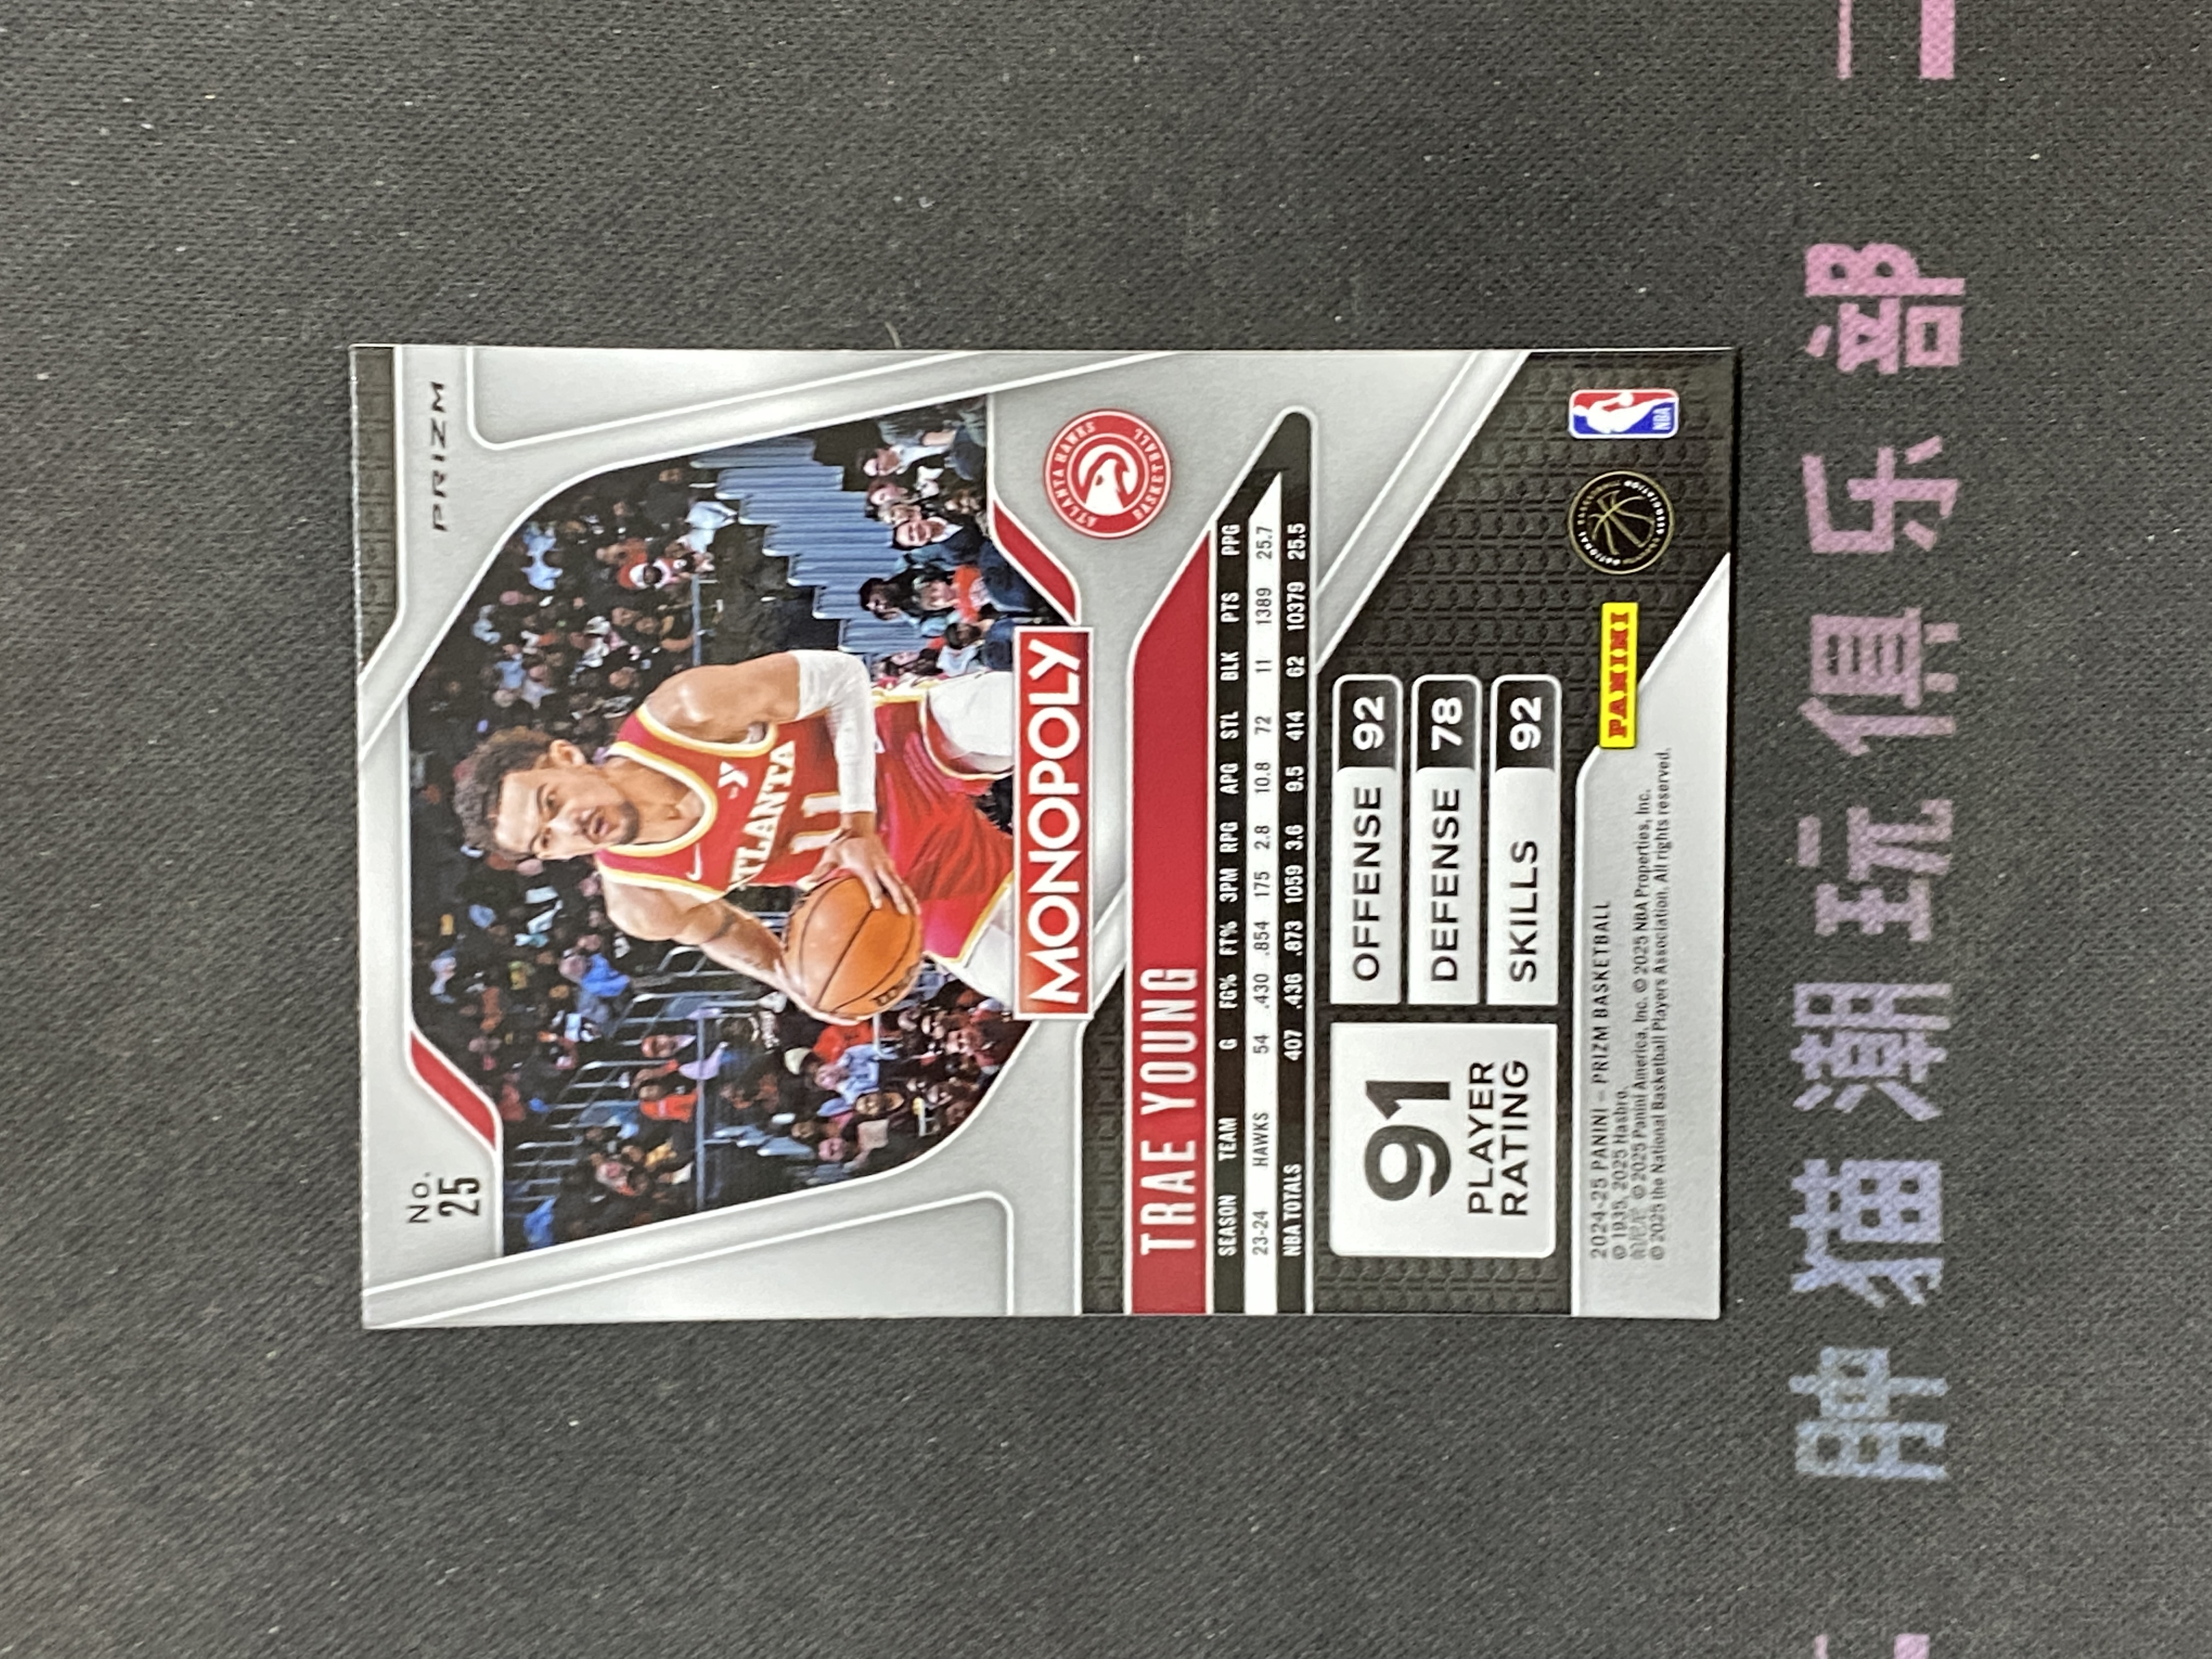 No.
25
PRIZM
ATLANTA
11
MONOPOLY
ATLANTA HAWKS
BASKETBALL
TRAE YOUNG
SEASON TEAM G FG% FT% 3PM RPG APG STL BLK PTS PPG
23-24 HAWKS 54 .430 .854 175 2.8 10.8 72 11 1389 25.7
NBA TOTALS 407 .436 .873 1059 3.6 9.5 414 62 10379 25.5
91
PLAYER
RATING
OFFENSE 92
DEFENSE 78
SKILLS 92
2024-25 PANINI – PRIZM BASKETBALL
© 1935, 2025 Hasbro.
© 2025 Panini America, Inc. © 2025 NBA Properties, Inc.
© 2025 the National Basketball Players Association. All rights reserved.
PANINI
NBA
肿猫潮玩俱乐部